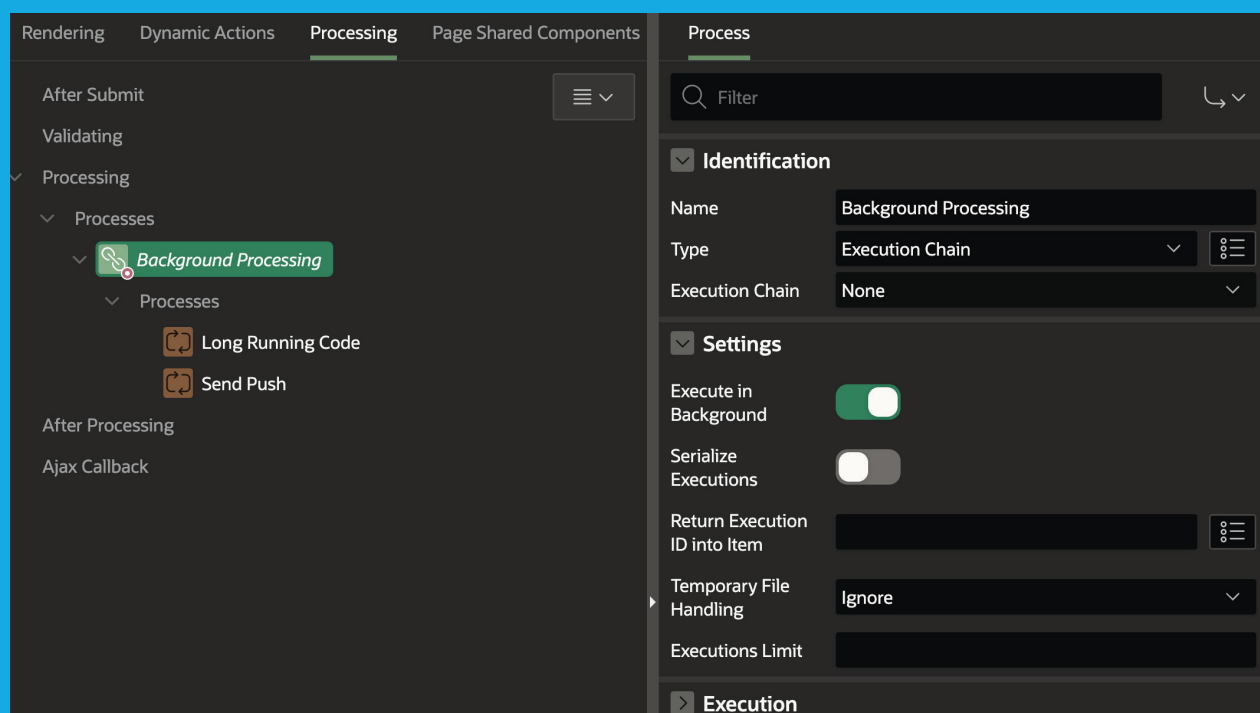 Rendering Dynamic Actions Processing Page Shared Components
After Submit
Validating
Processing
Processes
Background Processing
Processes
Long Running Code
Send Push
After Processing
Ajax Callback
Process
Filter
Identification
Name Background Processing
Type Execution Chain
Execution Chain None
Settings
Execute in
Background
Serialize
Executions
Return Execution
ID into Item
Temporary File
Handling
Ignore
Executions Limit
Execution